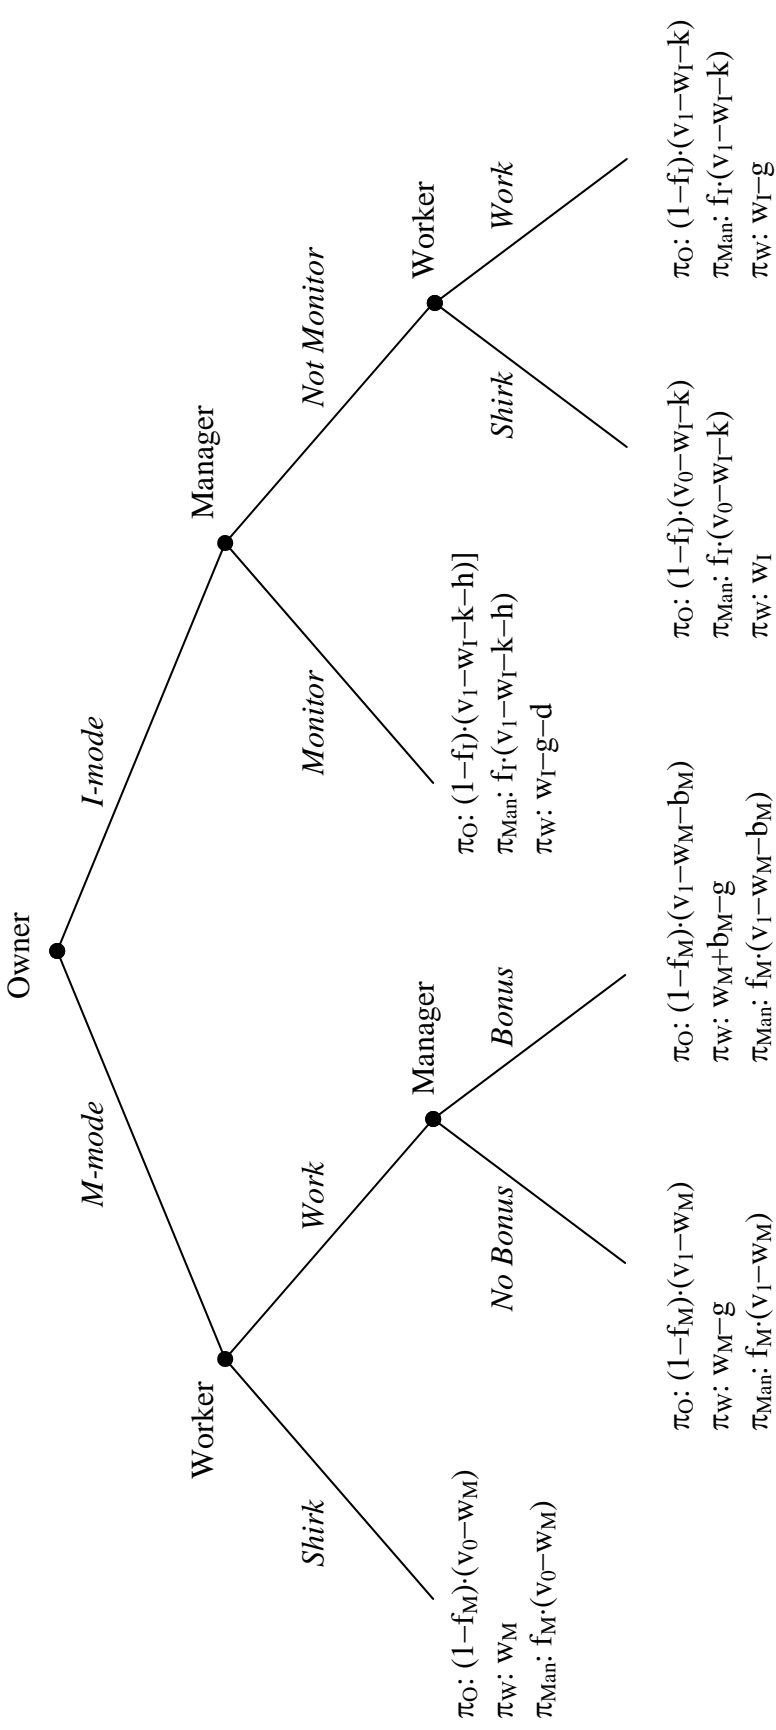 Owner
M-mode
I-mode
Worker
Manager
Shirk
Work
Monitor
Not Monitor
Manager
Worker
No Bonus
Bonus
Shirk
Work
πO: (1–fM)·(v0–wM)
πW: wM
πMan: fM·(v0–wM)
πO: (1–fI)·(v1–wI–k–h)]
πMan: fI·(v1–wI–k–h)
πW: wI–g–d
πO: (1–fM)·(v1–wM)
πW: wM–g
πMan: fM·(v1–wM)
πO: (1–fM)·(v1–wM–bM)
πW: wM+bM–g
πMan: fM·(v1–wM–bM)
πO: (1–fI)·(v0–wI–k)
πMan: fI·(v0–wI–k)
πW: wI
πO: (1–fI)·(v1–wI–k)
πMan: fI·(v1–wI–k)
πW: wI–g